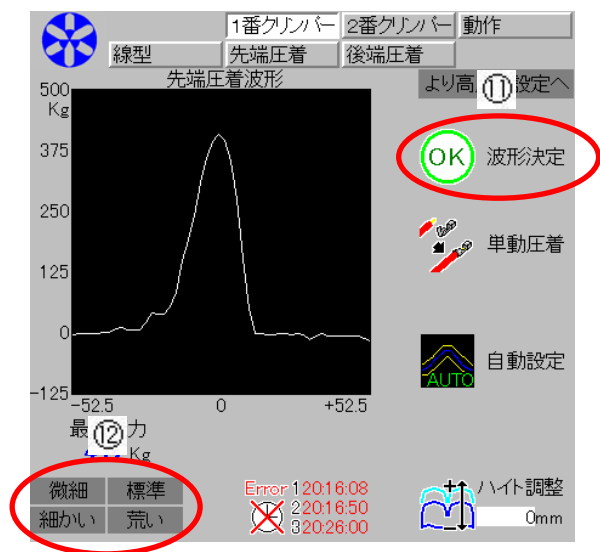 1番クリンパー 2番クリンパー 動作
線型 先端圧着 後端圧着
先端圧着波形
より高 ⑪ 設定へ
500
Kg
375
250
125
0
-125
-52.5 0 +52.5
OK 波形決定
単動圧着
AUTO 自動設定
最 ⑫ 力
Kg
微細 標準
細かい 荒い
Error 1 20:16:08
2 20:16:50
3 20:26:00
ハイト調整
0mm